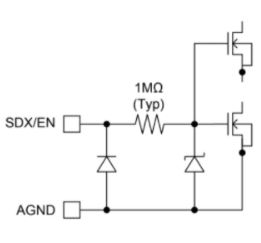 1MΩ
(Typ)
SDX/EN
AGND